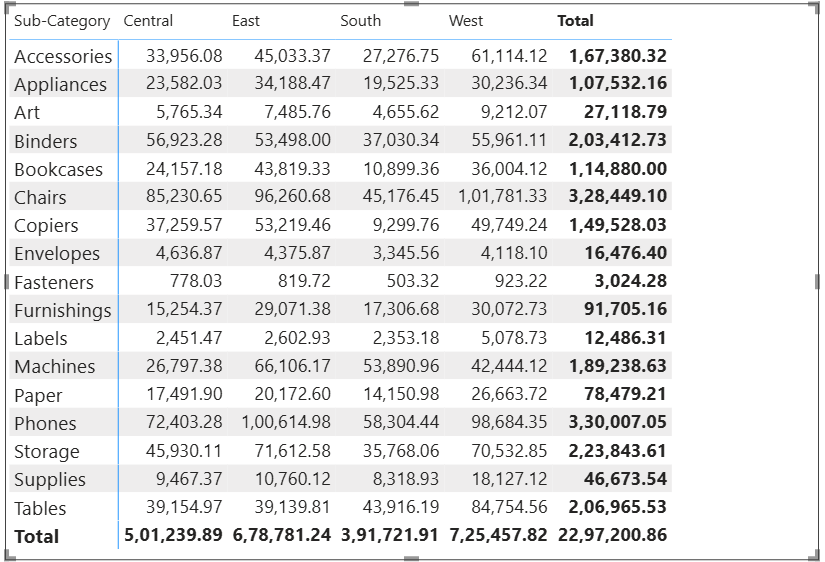 Sub-Category Central East South West Total
Accessories 33,956.08 45,033.37 27,276.75 61,114.12 1,67,380.32
Appliances 23,582.03 34,188.47 19,525.33 30,236.34 1,07,532.16
Art 5,765.34 7,485.76 4,655.62 9,212.07 27,118.79
Binders 56,923.28 53,498.00 37,030.34 55,961.11 2,03,412.73
Bookcases 24,157.18 43,819.33 10,899.36 36,004.12 1,14,880.00
Chairs 85,230.65 96,260.68 45,176.45 1,01,781.33 3,28,449.10
Copiers 37,259.57 53,219.46 9,299.76 49,749.24 1,49,528.03
Envelopes 4,636.87 4,375.87 3,345.56 4,118.10 16,476.40
Fasteners 778.03 819.72 503.32 923.22 3,024.28
Furnishings 15,254.37 29,071.38 17,306.68 30,072.73 91,705.16
Labels 2,451.47 2,602.93 2,353.18 5,078.73 12,486.31
Machines 26,797.38 66,106.17 53,890.96 42,444.12 1,89,238.63
Paper 17,491.90 20,172.60 14,150.98 26,663.72 78,479.21
Phones 72,403.28 1,00,614.98 58,304.44 98,684.35 3,30,007.05
Storage 45,930.11 71,612.58 35,768.06 70,532.85 2,23,843.61
Supplies 9,467.37 10,760.12 8,318.93 18,127.12 46,673.54
Tables 39,154.97 39,139.81 43,916.19 84,754.56 2,06,965.53
Total 5,01,239.89 6,78,781.24 3,91,721.91 7,25,457.82 22,97,200.86